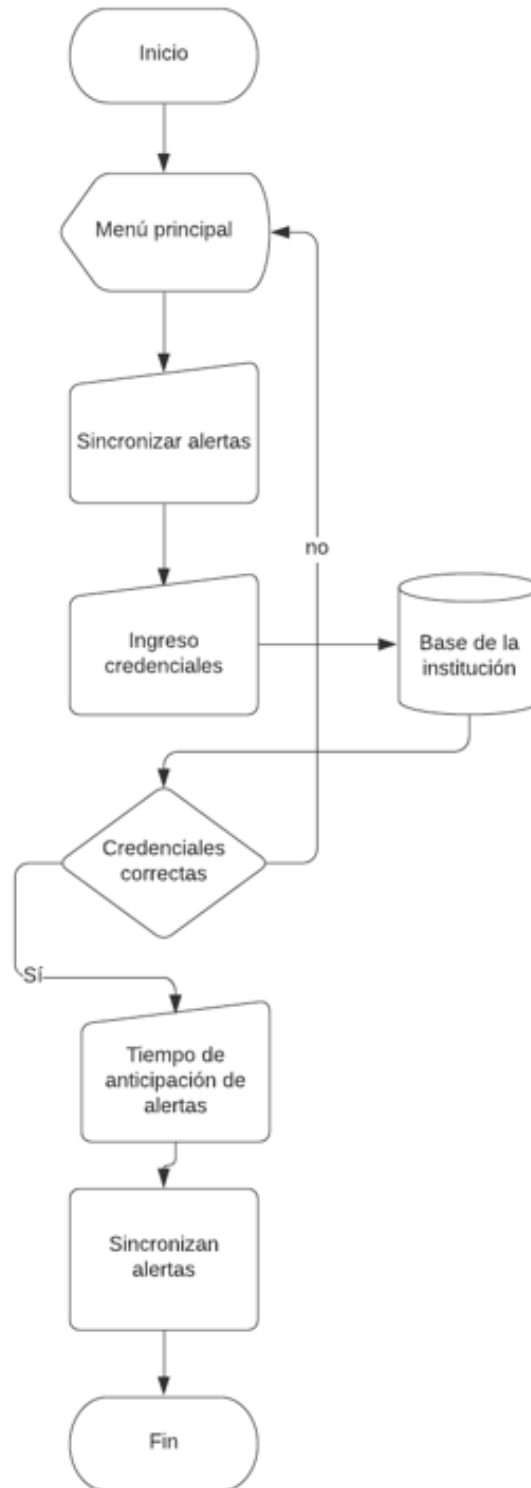 Inicio
Menú principal
Sincronizar alertas
no
Ingreso
credenciales
Base de la
institución
Credenciales
correctas
Sí
Tiempo de
anticipación de
alertas
Sincronizan
alertas
Fin